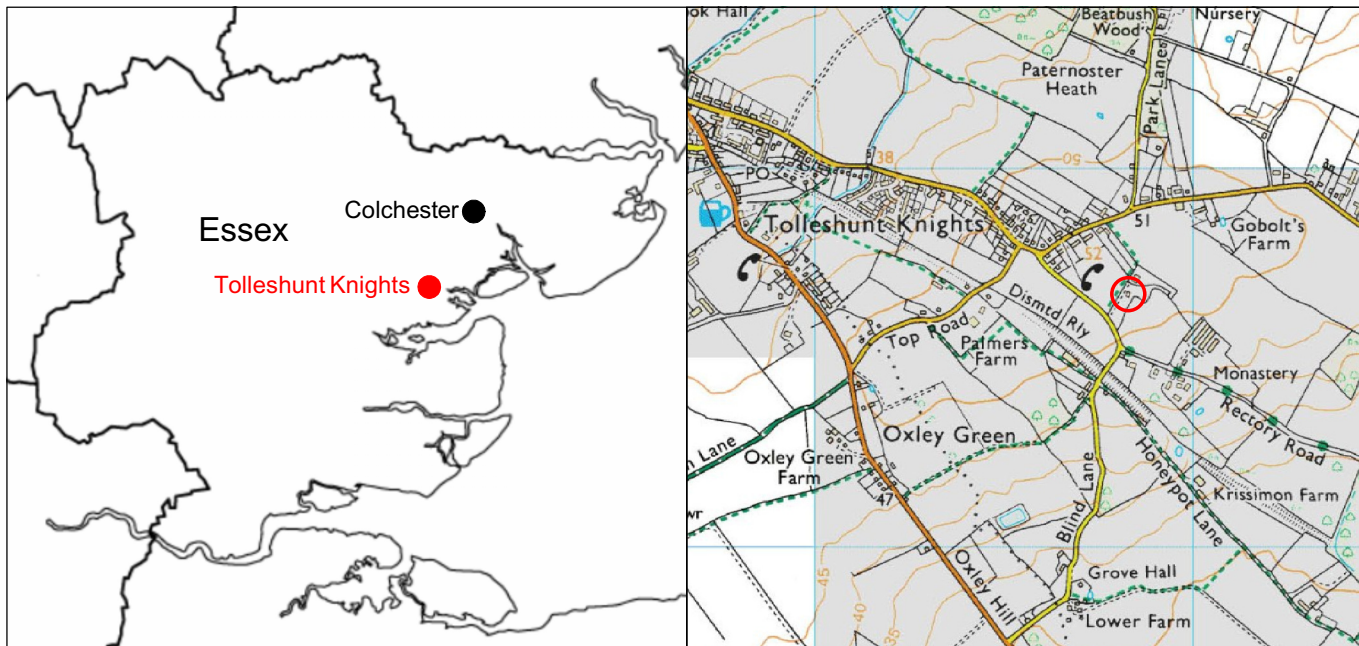 Essex
Colchester
Tolleshunt Knights
ok Hall
Beatbush
Wood
Nursery
Park Lane
Paternoster
Heath
38
50
PO
Tolleshunt Knights
51
52
Gobolt's
Farm
Dismtd Rly
Top Road
Palmers
Farm
Monastery
Rectory Road
Oxley Green
n Lane
Oxley Green
Farm
47
Blind Lane
Honeypot Lane
Krissimon Farm
wr
Oxley Hill
45
40
35
Grove Hall
Lower Farm